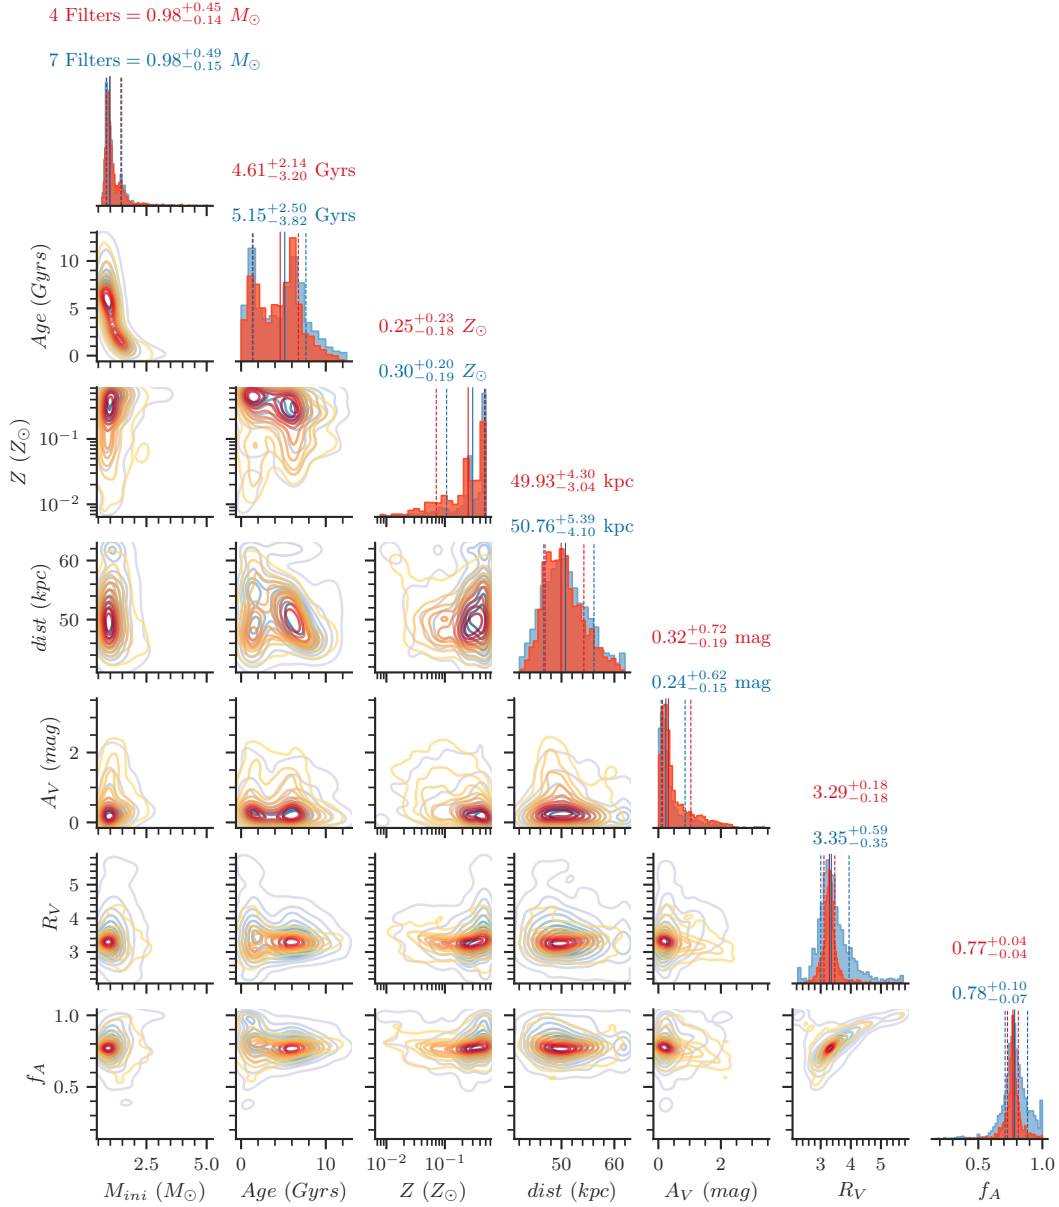 4 Filters = 0.98^{+0.45}_{-0.14} M_⊙
7 Filters = 0.98^{+0.49}_{-0.15} M_⊙
4.61^{+2.14}_{-3.20} Gyrs
5.15^{+2.50}_{-3.82} Gyrs
10
5
0
Age (Gyrs)
0.25^{+0.23}_{-0.18} Z_⊙
0.30^{+0.20}_{-0.19} Z_⊙
10^{-1}
10^{-2}
Z (Z_⊙)
49.93^{+4.30}_{-3.04} kpc
50.76^{+5.39}_{-4.10} kpc
60
50
dist (kpc)
0.32^{+0.72}_{-0.19} mag
0.24^{+0.62}_{-0.15} mag
2
0
A_V (mag)
3.29^{+0.18}_{-0.18}
3.35^{+0.59}_{-0.35}
5
4
3
R_V
0.77^{+0.04}_{-0.04}
0.78^{+0.10}_{-0.07}
1.0
0.5
f_A
2.5 5.0 0 10 10^{-2} 10^{-1} 50 60 0 2 3 4 5 0.5 1.0
M_{ini} (M_⊙) Age (Gyrs) Z (Z_⊙) dist (kpc) A_V (mag) R_V f_A